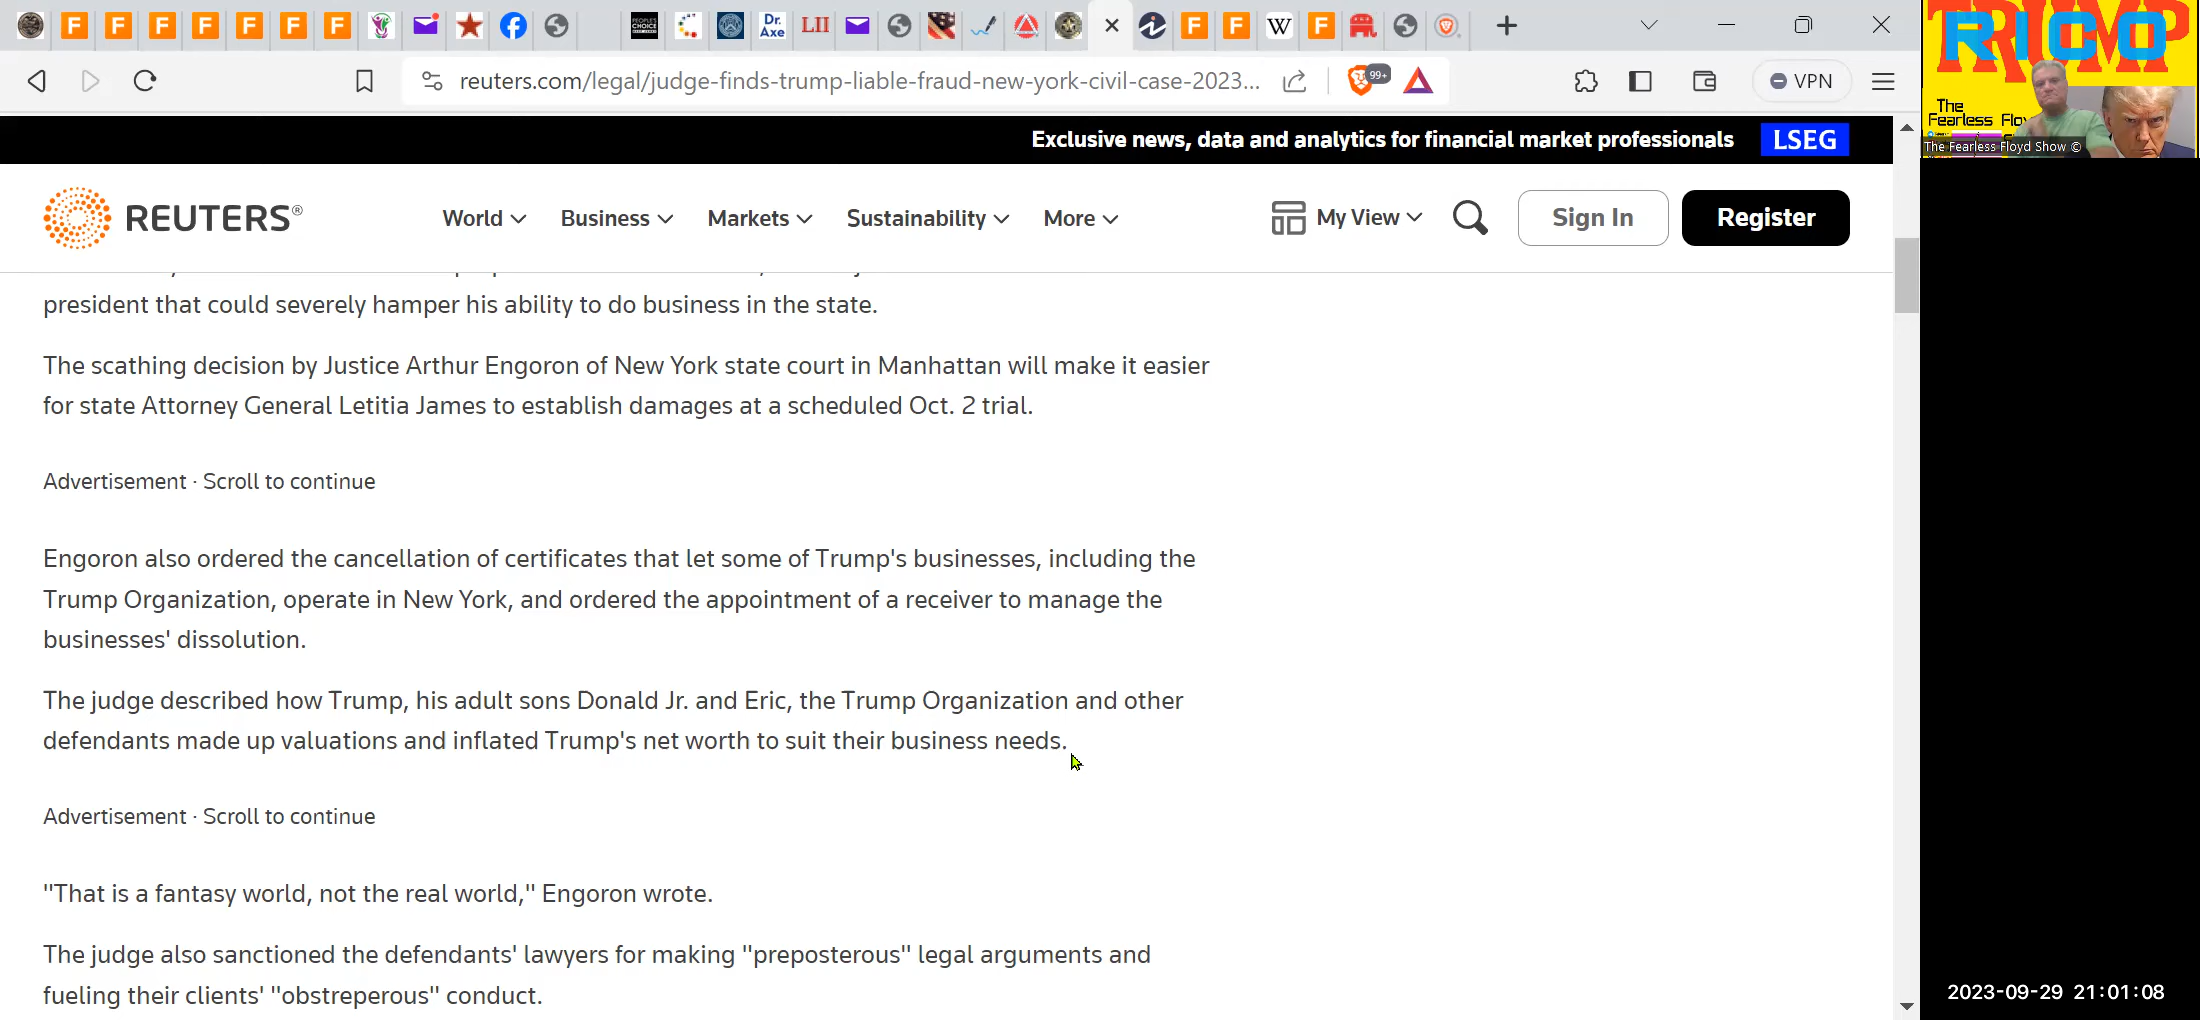 F F F F F F F PEOPLE'S CHOICE Dr. Axe LII F F W F
reuters.com/legal/judge-finds-trump-liable-fraud-new-york-civil-case-2023... 99+ VPN
Exclusive news, data and analytics for financial market professionals LSEG
REUTERS® World Business Markets Sustainability More My View Sign In Register
president that could severely hamper his ability to do business in the state.
The scathing decision by Justice Arthur Engoron of New York state court in Manhattan will make it easier
for state Attorney General Letitia James to establish damages at a scheduled Oct. 2 trial.
Advertisement · Scroll to continue
Engoron also ordered the cancellation of certificates that let some of Trump's businesses, including the
Trump Organization, operate in New York, and ordered the appointment of a receiver to manage the
businesses' dissolution.
The judge described how Trump, his adult sons Donald Jr. and Eric, the Trump Organization and other
defendants made up valuations and inflated Trump's net worth to suit their business needs.
Advertisement · Scroll to continue
"That is a fantasy world, not the real world," Engoron wrote.
The judge also sanctioned the defendants' lawyers for making "preposterous" legal arguments and
fueling their clients' "obstreperous" conduct.
TRUMP
RICO
The
Fearless Floy
The Fearless Floyd Show ©
2023-09-29 21:01:08